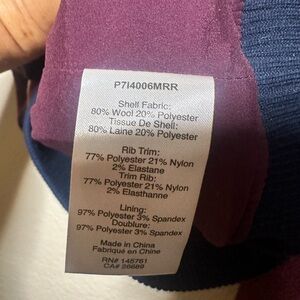 P7I4006MRR
Shell Fabric:
80% Wool 20% Polyester
Tissue De Shell:
80% Laine 20% Polyester
Rib Trim:
77% Polyester 21% Nylon
2% Elastane
Trim Rib:
77% Polyester 21% Nylon
2% Elasthanne
Lining:
97% Polyester 3% Spandex
Doublure:
97% Polyester 3% Spandex
Made in China
Fabriqué en Chine
RN# 145761
CA# 28689